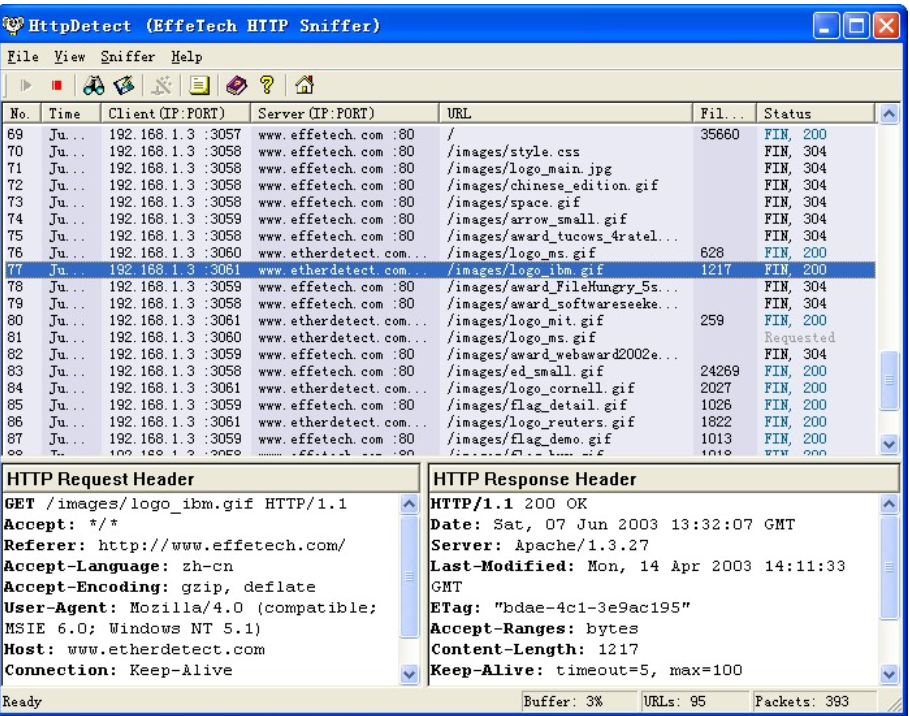 HttpDetect (EffeTech HTTP Sniffer)
File View Sniffer Help
No. Time Client(IP:PORT) Server(IP:PORT) URL Fil... Status
69 Ju... 192.168.1.3 :3057 www.effetech.com :80 / 35660 FIN, 200
70 Ju... 192.168.1.3 :3058 www.effetech.com :80 /images/style.css FIN, 304
71 Ju... 192.168.1.3 :3058 www.effetech.com :80 /images/logo_main.jpg FIN, 304
72 Ju... 192.168.1.3 :3058 www.effetech.com :80 /images/chinese_edition.gif FIN, 304
73 Ju... 192.168.1.3 :3058 www.effetech.com :80 /images/space.gif FIN, 304
74 Ju... 192.168.1.3 :3059 www.effetech.com :80 /images/arrow_small.gif FIN, 304
75 Ju... 192.168.1.3 :3058 www.effetech.com :80 /images/award_tucows_4ratel... FIN, 304
76 Ju... 192.168.1.3 :3060 www.etherdetect.com... /images/logo_ms.gif 628 FIN, 200
77 Ju... 192.168.1.3 :3061 www.etherdetect.com... /images/logo_ibm.gif 1217 FIN, 200
78 Ju... 192.168.1.3 :3059 www.effetech.com :80 /images/award_FileHungry_5s... FIN, 304
79 Ju... 192.168.1.3 :3058 www.effetech.com :80 /images/award_softwareseeke... FIN, 304
80 Ju... 192.168.1.3 :3061 www.etherdetect.com... /images/logo_mit.gif 259 FIN, 200
81 Ju... 192.168.1.3 :3060 www.etherdetect.com... /images/logo_ms.gif Requested
82 Ju... 192.168.1.3 :3059 www.effetech.com :80 /images/award_webaward2002e... FIN, 304
83 Ju... 192.168.1.3 :3058 www.effetech.com :80 /images/ed_small.gif 24269 FIN, 200
84 Ju... 192.168.1.3 :3061 www.etherdetect.com... /images/logo_cornell.gif 2027 FIN, 200
85 Ju... 192.168.1.3 :3059 www.effetech.com :80 /images/flag_detail.gif 1026 FIN, 200
86 Ju... 192.168.1.3 :3061 www.etherdetect.com... /images/logo_reuters.gif 1822 FIN, 200
87 Ju... 192.168.1.3 :3059 www.effetech.com :80 /images/flag_demo.gif 1013 FIN, 200
HTTP Request Header
GET /images/logo_ibm.gif HTTP/1.1
Accept: */*
Referer: http://www.effetech.com/
Accept-Language: zh-cn
Accept-Encoding: gzip, deflate
User-Agent: Mozilla/4.0 (compatible;
MSIE 6.0; Windows NT 5.1)
Host: www.etherdetect.com
Connection: Keep-Alive
HTTP Response Header
HTTP/1.1 200 OK
Date: Sat, 07 Jun 2003 13:32:07 GMT
Server: Apache/1.3.27
Last-Modified: Mon, 14 Apr 2003 14:11:33
GMT
ETag: "bdae-4c1-3e9ac195"
Accept-Ranges: bytes
Content-Length: 1217
Keep-Alive: timeout=5, max=100
Ready Buffer: 3% URLs: 95 Packets: 393